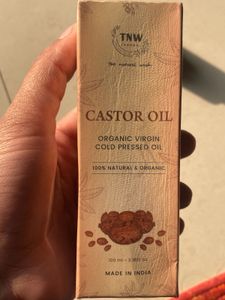 TNW
the natural wash
CASTOR OIL
ORGANIC VIRGIN
COLD PRESSED OIL
100% NATURAL & ORGANIC
MADE IN INDIA